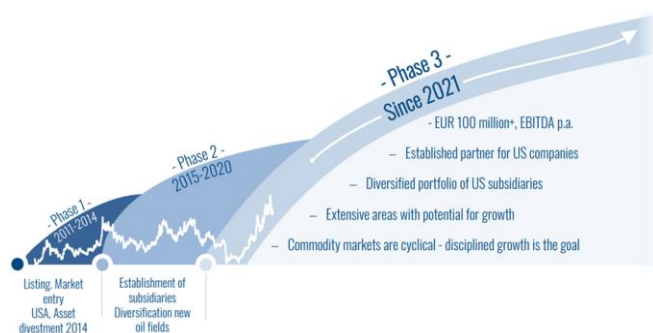 - Phase 1 -
2011-2014
- Phase 2 -
2015-2020
- Phase 3 -
Since 2021
- EUR 100 million+, EBITDA p.a.
– Established partner for US companies
– Diversified portfolio of US subsidiaries
– Extensive areas with potential for growth
– Commodity markets are cyclical - disciplined growth is the goal
Listing. Market
entry
USA, Asset
divestment 2014
Establishment of
subsidiaries
Diversification new
oil fields